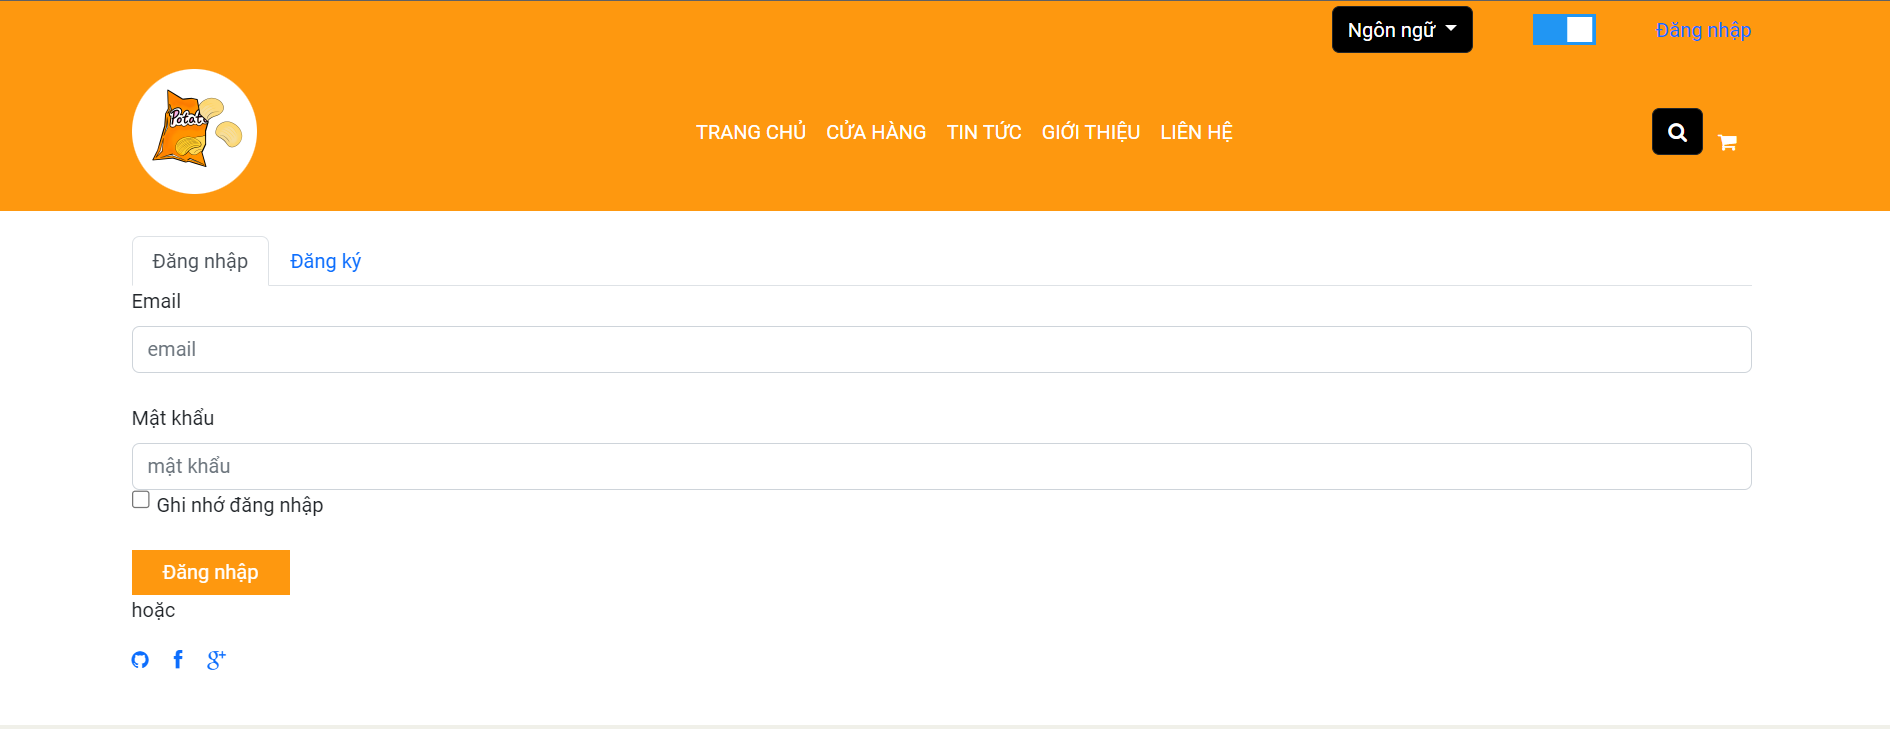 Ngôn ngữ
Đăng nhập
Potat
TRANG CHỦ CỬA HÀNG TIN TỨC GIỚI THIỆU LIÊN HỆ
Đăng nhập Đăng ký
Email
email
Mật khẩu
mật khẩu
Ghi nhớ đăng nhập
Đăng nhập
hoặc